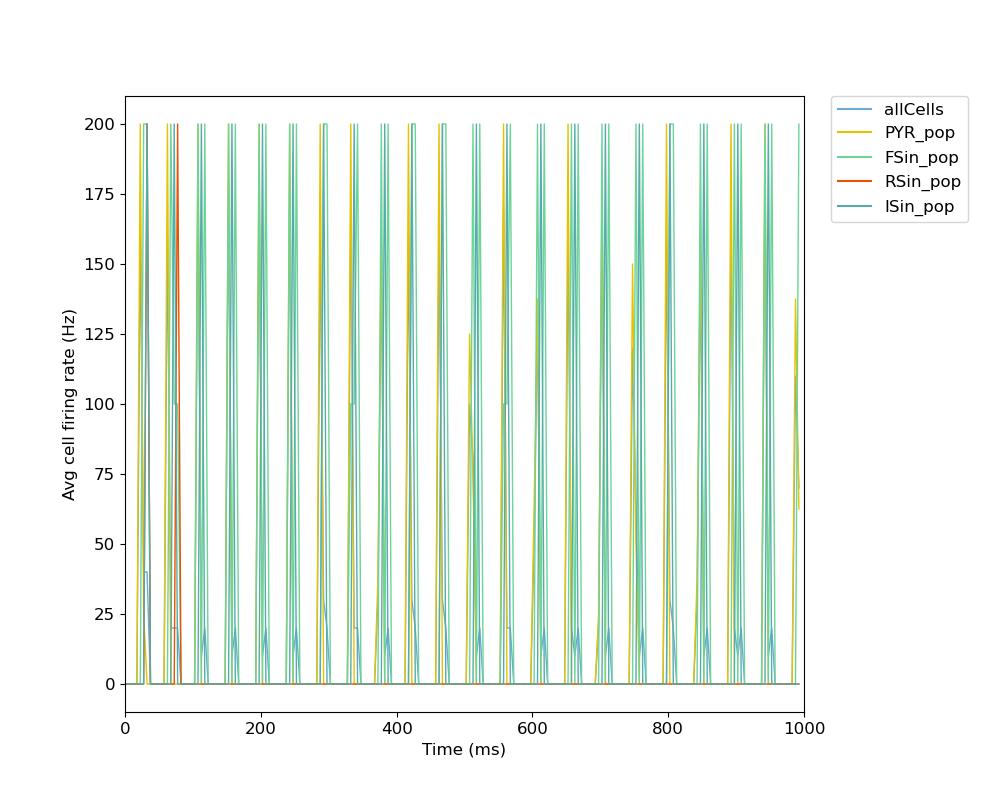 200
175
150
125
100
75
50
25
0
Avg cell firing rate (Hz)
0 200 400 600 800 1000
Time (ms)
allCells
PYR_pop
FSin_pop
RSin_pop
ISin_pop